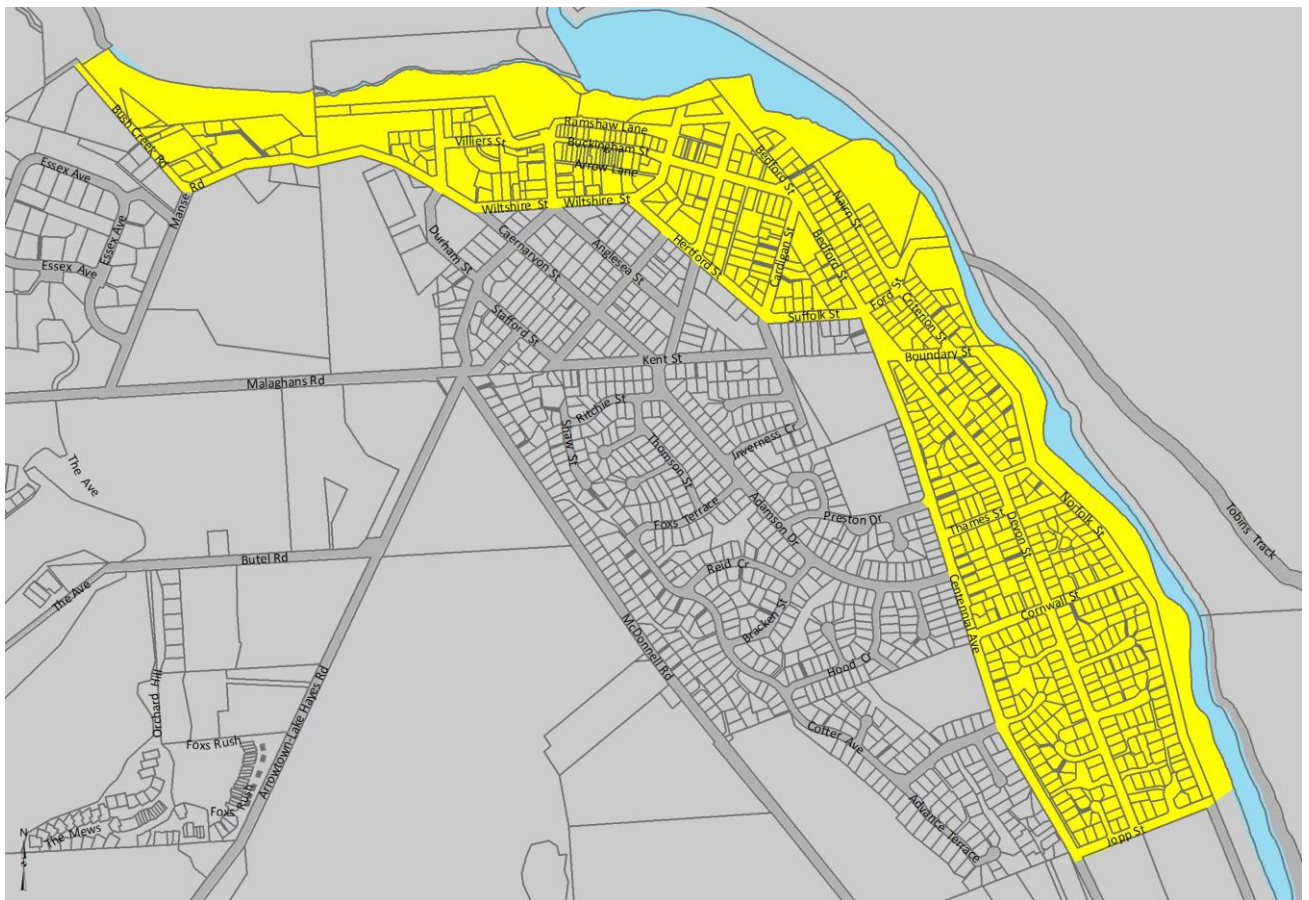 Bush Creek Rd
Manse Rd
Essex Ave
Essex Ave
Essex Ave
Villiers St
Ramshaw Lane
Buckingham St
Arrow Lane
Wiltshire St
Wiltshire St
Bedford St
Nairn St
Cardigan St
Bedford St
Hertford St
Suffolk St
Ford St
Criterion St
Boundary St
Durham St
Caernarvon St
Anglesea St
Stafford St
Kent St
Malaghans Rd
Ritchie St
Shaw St
Thomson St
Inverness Cr
Foxs Terrace
Adamson Dr
Preston Dr
Reid Cr
Bracken St
Hood Cr
McDonnell Rd
Cotter Ave
Advance Terrace
Centennial Ave
Thames St
Devon St
Norfolk St
Cornwall St
Jopp St
Tobins Track
The Ave
The Ave
Butel Rd
Orchard Hill
Foxs Rush
Foxs Rush
Arrowtown-Lake Hayes Rd
The Mews
N